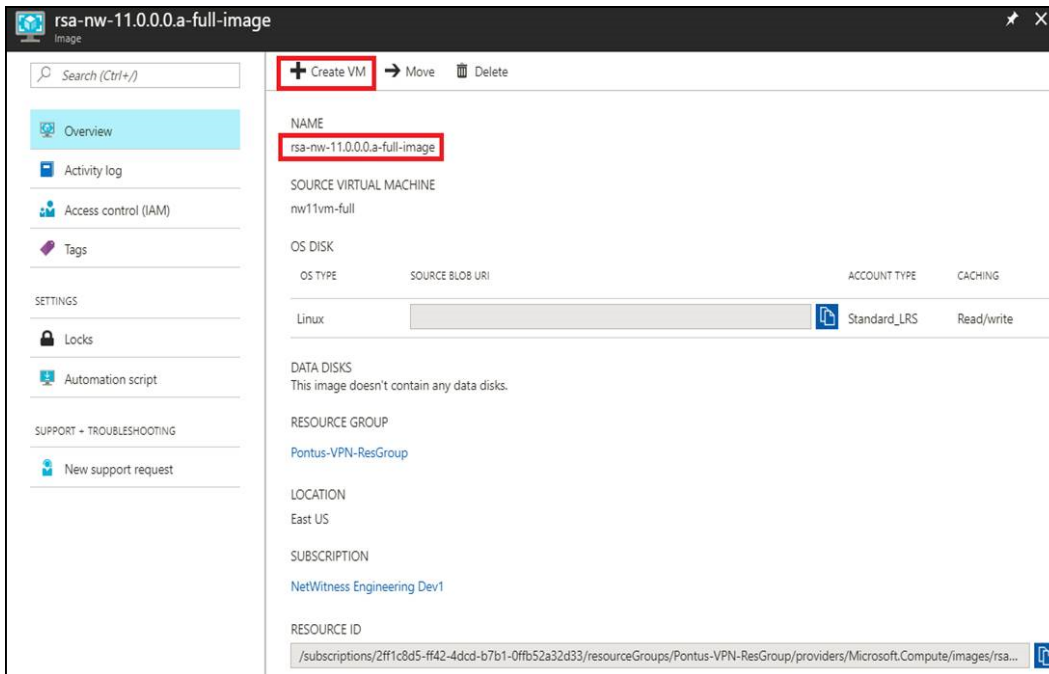 rsa-nw-11.0.0.0.a-full-image
Image
Search (Ctrl+/)
Overview
Activity log
Access control (IAM)
Tags
SETTINGS
Locks
Automation script
SUPPORT + TROUBLESHOOTING
New support request
Create VM Move Delete
NAME
rsa-nw-11.0.0.0.a-full-image
SOURCE VIRTUAL MACHINE
nw11vm-full
OS DISK
OS TYPE SOURCE BLOB URI ACCOUNT TYPE CACHING
Linux Standard_LRS Read/write
DATA DISKS
This image doesn't contain any data disks.
RESOURCE GROUP
Pontus-VPN-ResGroup
LOCATION
East US
SUBSCRIPTION
NetWitness Engineering Dev1
RESOURCE ID
/subscriptions/2ff1c8d5-ff42-4dcd-b7b1-0ffb52a32d33/resourceGroups/Pontus-VPN-ResGroup/providers/Microsoft.Compute/images/rsa...